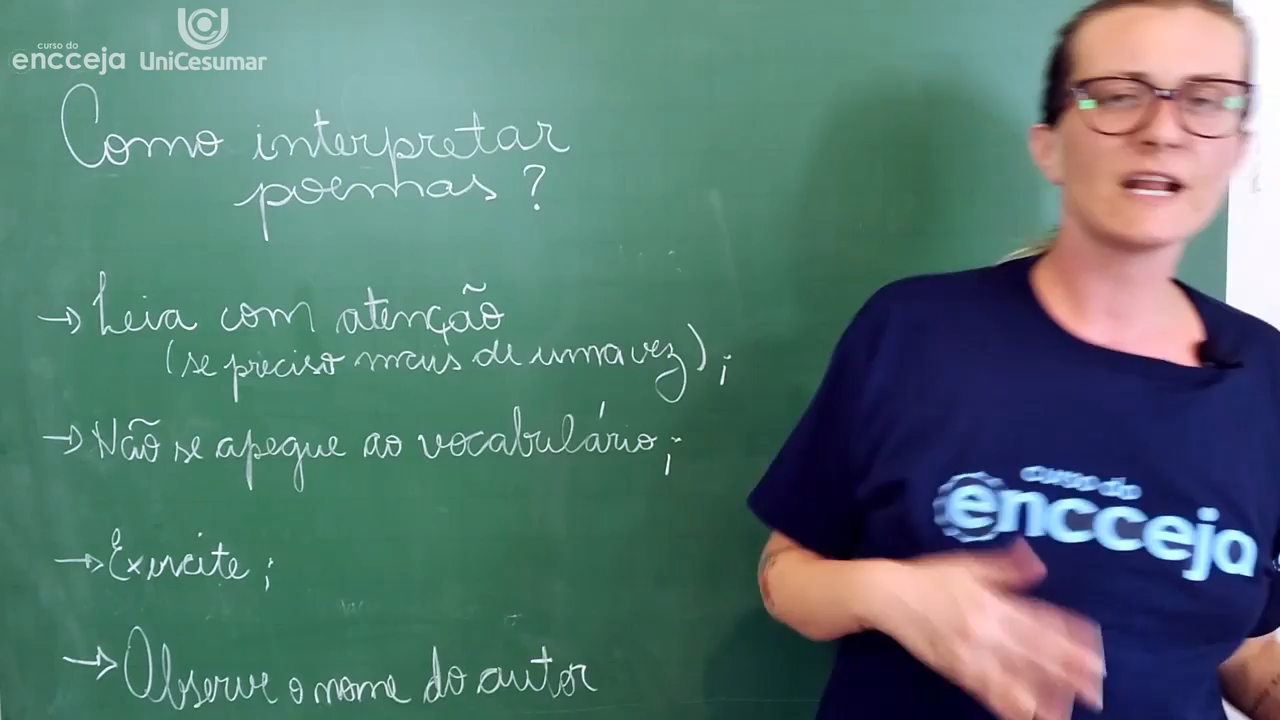 curso do
encceja UniCesumar
Como interpretar
poemas?
→ Leia com atenção
(se preciso mais de uma vez);
→ Não se apegue ao vocabulário;
→ Exercite;
→ Observe o nome do autor
curso do
encceja